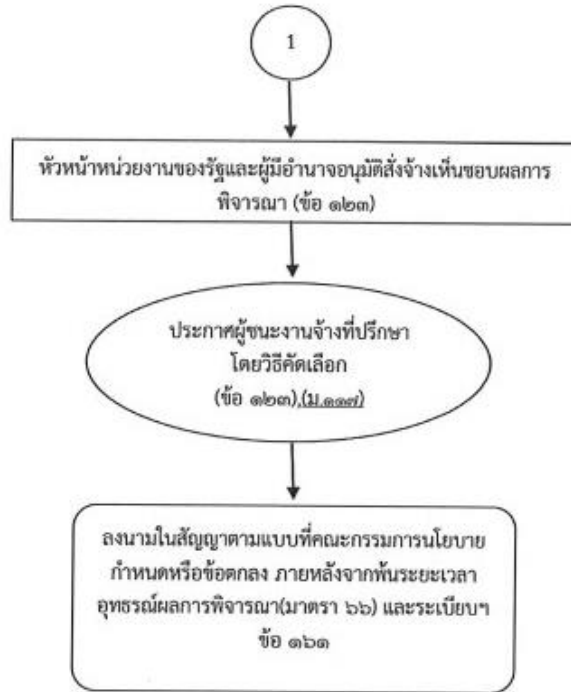 1
หัวหน้าหน่วยงานของรัฐและผู้มีอำนาจอนุมัติสั่งจ้างเห็นชอบผลการ
พิจารณา (ข้อ ๑๒๓)
ประกาศผู้ชนะงานจ้างที่ปรึกษา
โดยวิธีคัดเลือก
(ข้อ ๑๒๓),(ม.๑๑๗)
ลงนามในสัญญาตามแบบที่คณะกรรมการนโยบาย
กำหนดหรือข้อตกลง ภายหลังจากพ้นระยะเวลา
อุทธรณ์ผลการพิจารณา(มาตรา ๖๖) และระเบียบฯ
ข้อ ๑๖๑